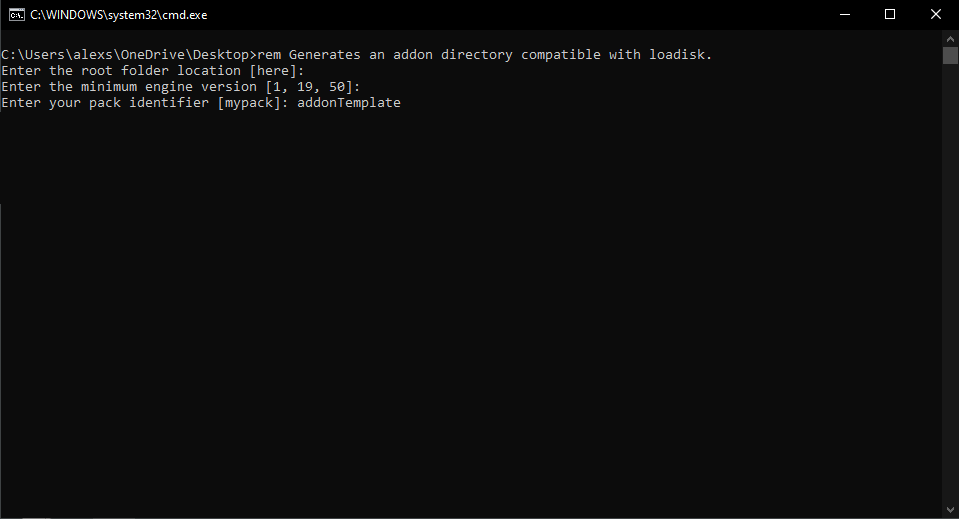 C:\WINDOWS\system32\cmd.exe
C:\Users\alexs\OneDrive\Desktop>rem Generates an addon directory compatible with loadisk.
Enter the root folder location [here]:
Enter the minimum engine version [1, 19, 50]:
Enter your pack identifier [mypack]: addonTemplate